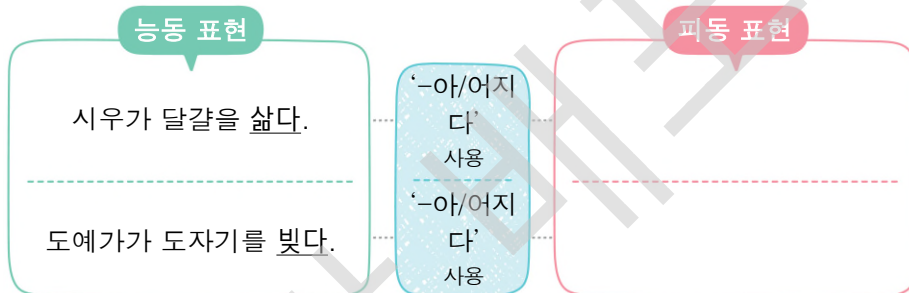 능동 표현
피동 표현
시우가 달걀을 삶다.
'-아/어지
다'
사용
도예가가 도자기를 빚다.
'-아/어지
다'
사용